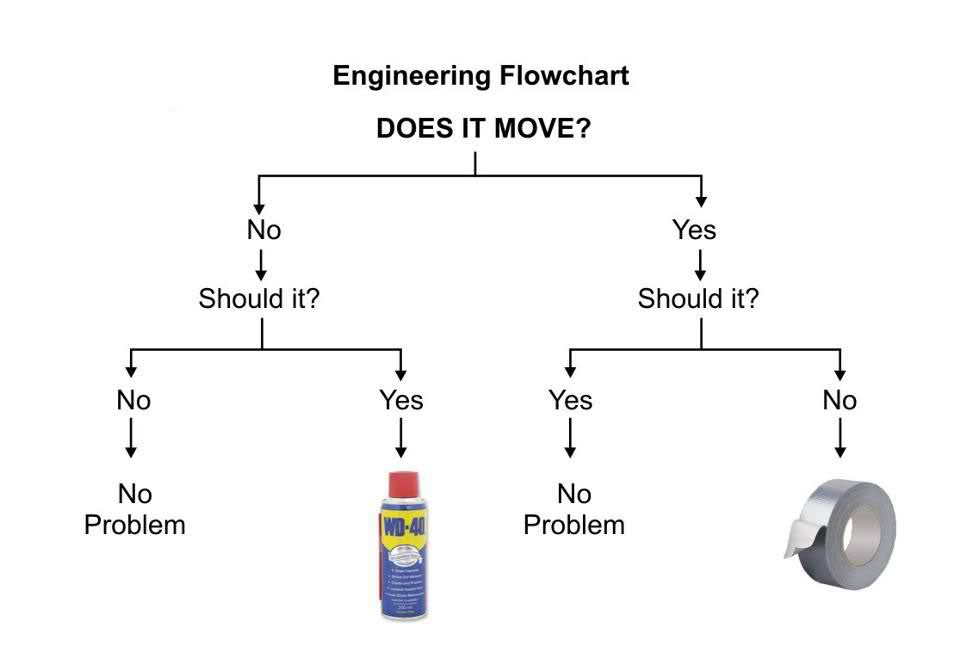 Engineering Flowchart
DOES IT MOVE?
No
Yes
Should it?
Should it?
No
Yes
Yes
No
No
Problem
No
Problem
WD-40